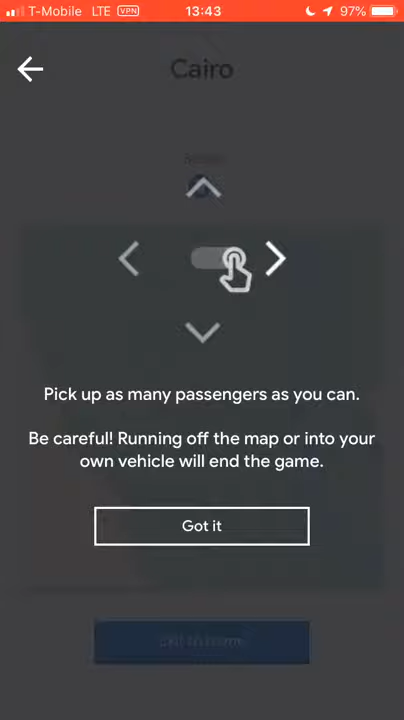 T-Mobile LTE VPN 13:43 97%
Cairo
Pick up as many passengers as you can.
Be careful! Running off the map or into your
own vehicle will end the game.
Got it